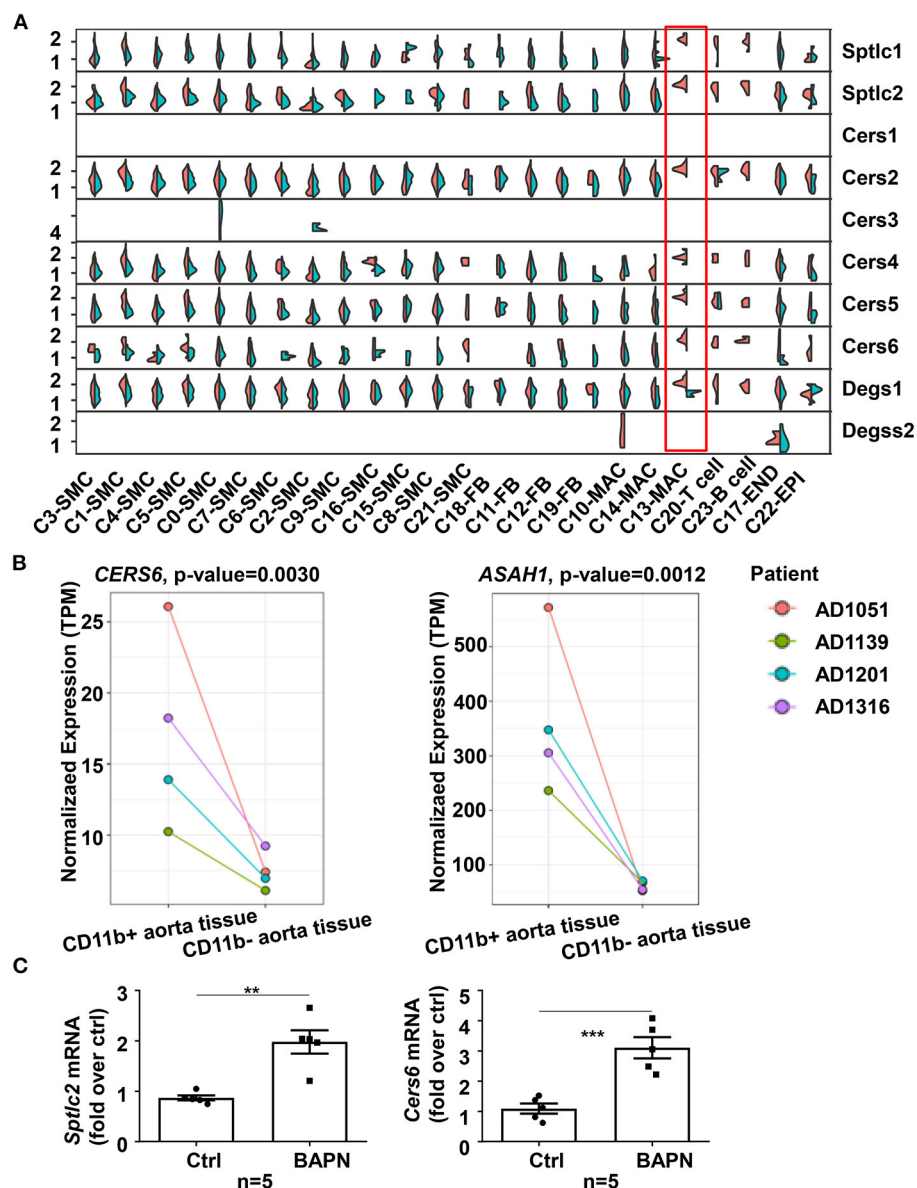 A
2
1
Sptlc1
2
1
Sptlc2
Cers1
2
1
Cers2
4
Cers3
2
1
Cers4
2
1
Cers5
2
1
Cers6
2
1
Degs1
2
1
Degss2
C3-SMC
C1-SMC
C4-SMC
C5-SMC
C0-SMC
C7-SMC
C6-SMC
C2-SMC
C9-SMC
C16-SMC
C15-SMC
C8-SMC
C21-SMC
C18-FB
C11-FB
C12-FB
C19-FB
C10-MAC
C14-MAC
C13-MAC
C20-T cell
C23-B cell
C17-END
C22-EPI
B
CERS6, p-value=0.0030
Normalizaed Expression (TPM)
25
20
15
10
CD11b+ aorta tissue
CD11b- aorta tissue
ASAH1, p-value=0.0012
Normalizaed Expression (TPM)
500
400
300
200
100
CD11b+ aorta tissue
CD11b- aorta tissue
Patient
AD1051
AD1139
AD1201
AD1316
C
Sptlc2 mRNA
(fold over ctrl)
3
2
1
0
**
Ctrl
BAPN
n=5
Cers6 mRNA
(fold over ctrl)
5
4
3
2
1
0
***
Ctrl
BAPN
n=5